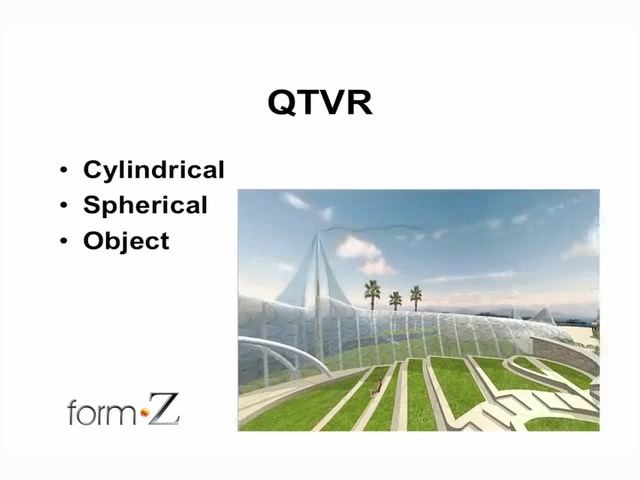 QTVR
• Cylindrical
• Spherical
• Object
form•Z